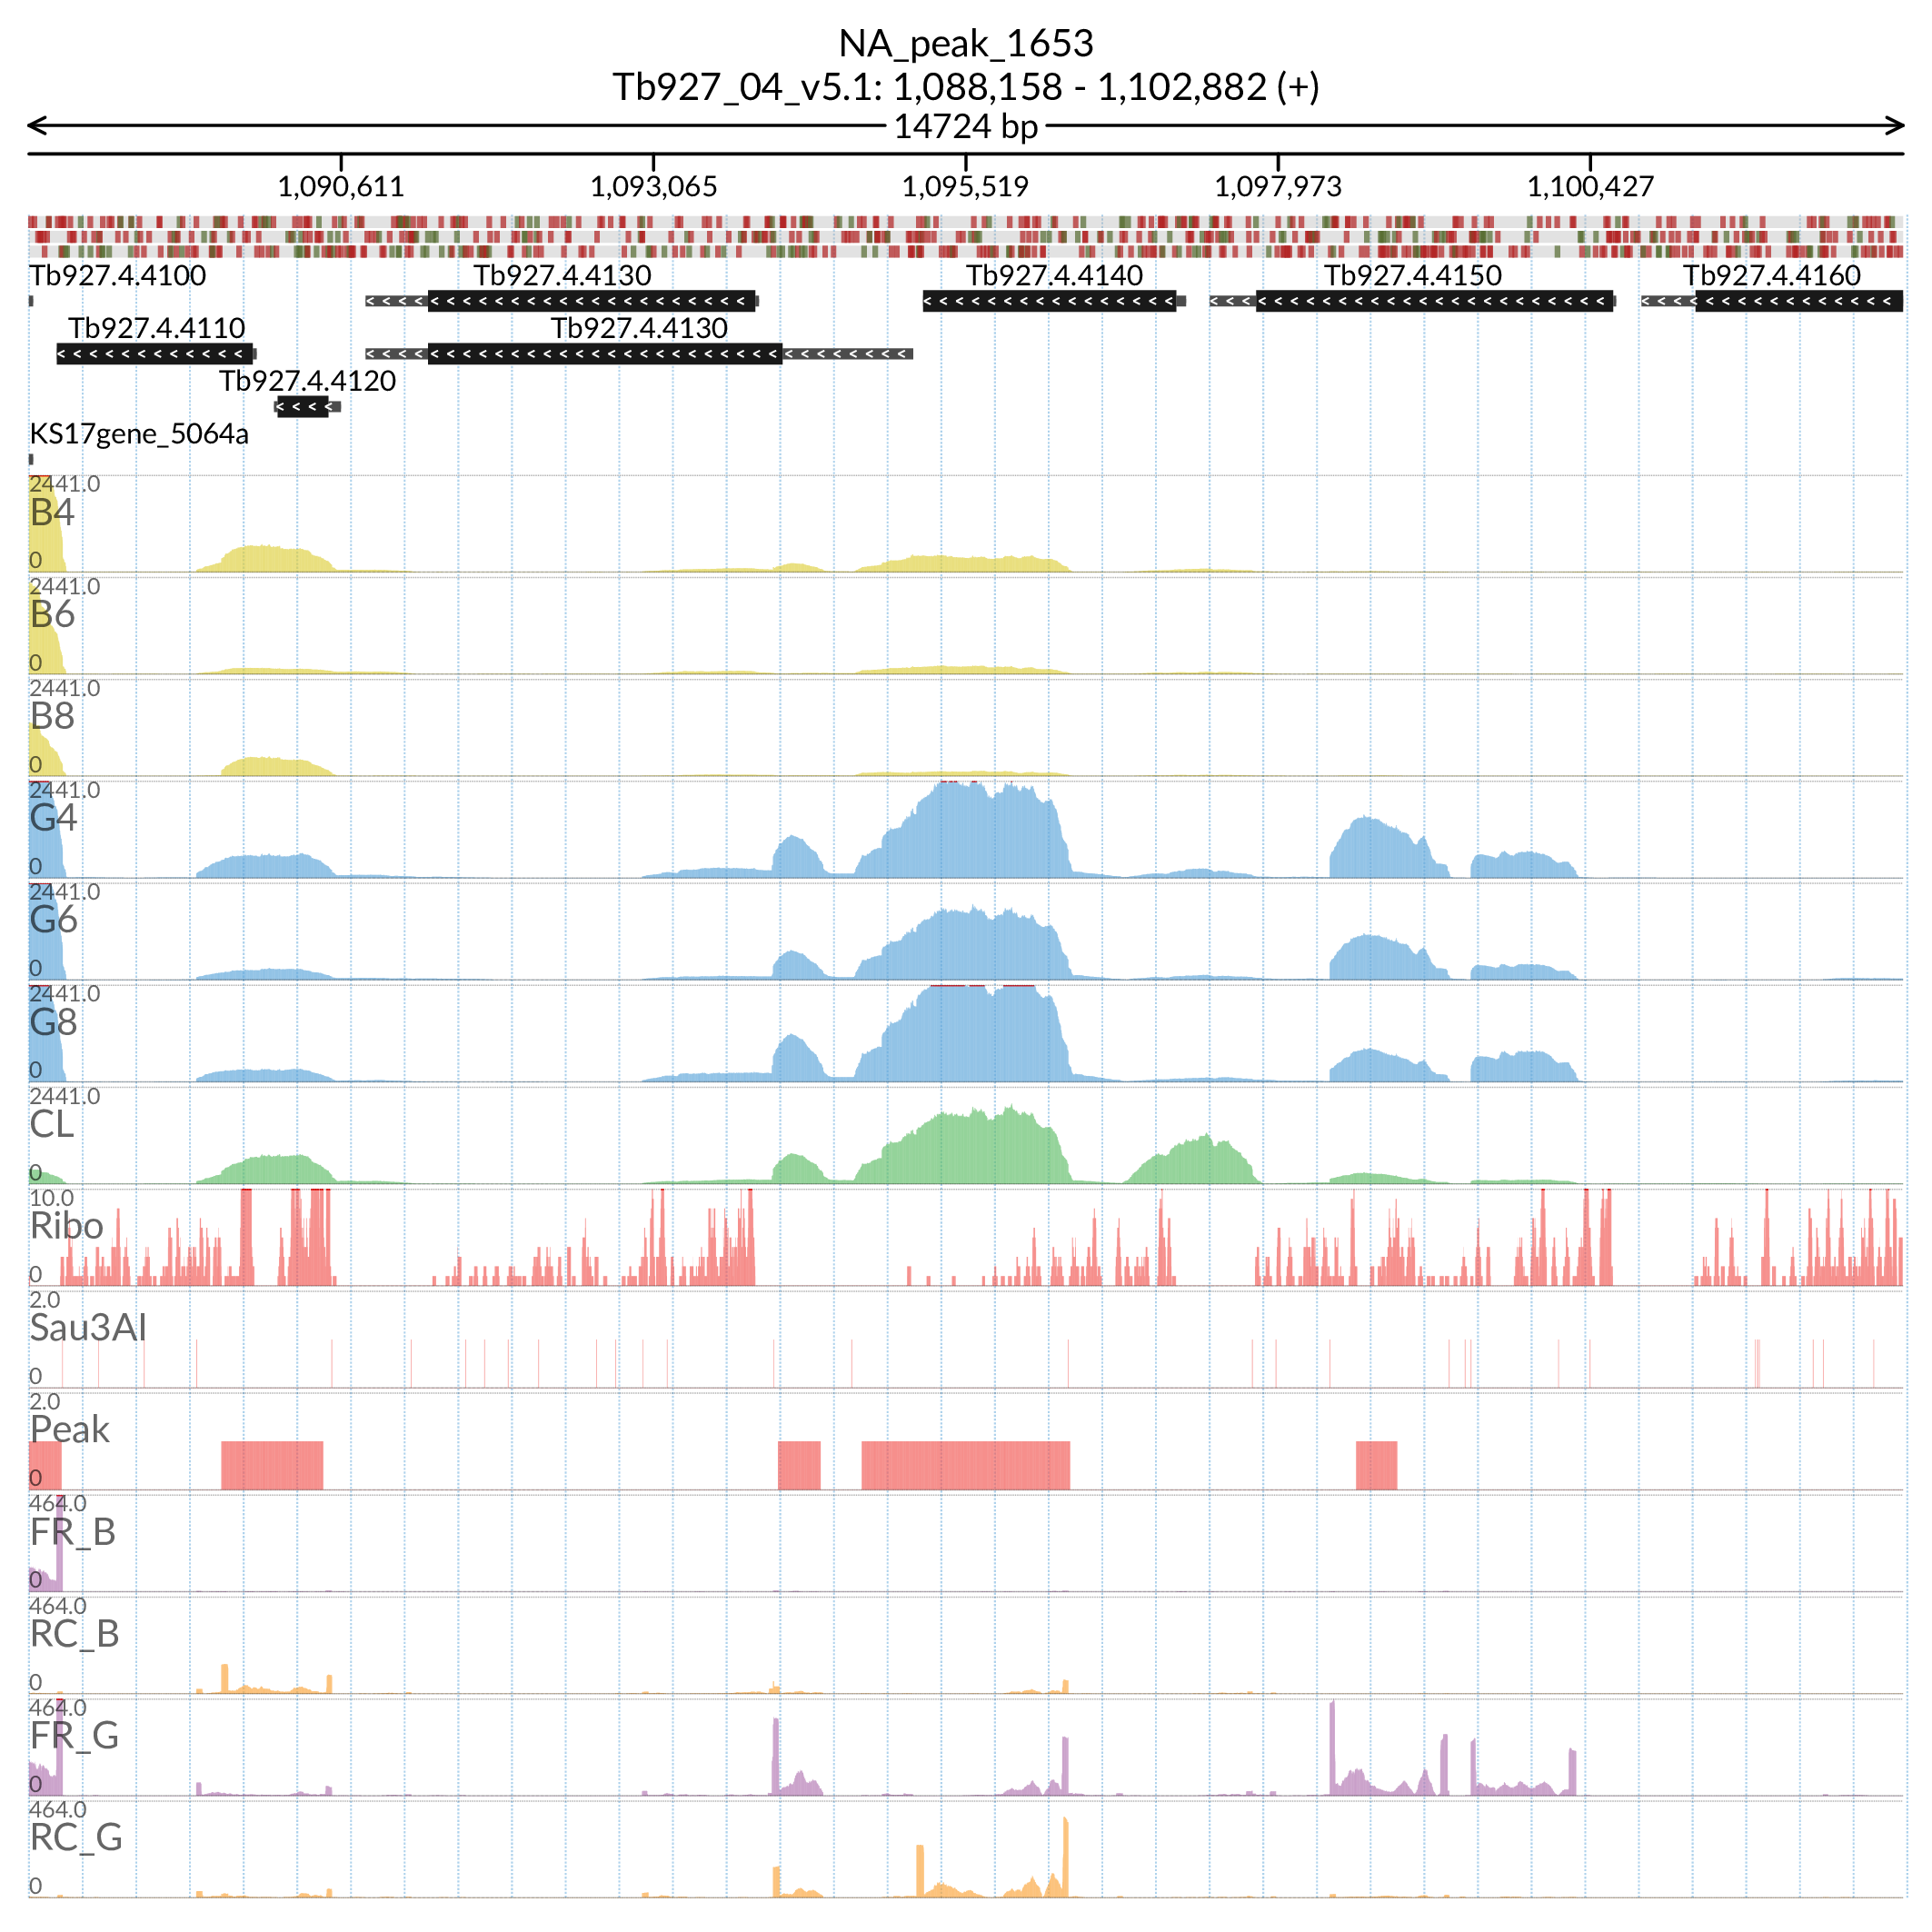 NA_peak_1653
Tb927_04_v5.1: 1,088,158 - 1,102,882 (+)
14724 bp
1,090,611 1,093,065 1,095,519 1,097,973 1,100,427
Tb927.4.4100 Tb927.4.4130 Tb927.4.4140 Tb927.4.4150 Tb927.4.4160
Tb927.4.4110 Tb927.4.4130
Tb927.4.4120
KS17gene_5064a
2441.0
B4
0
2441.0
B6
0
2441.0
B8
0
2441.0
G4
0
2441.0
G6
0
2441.0
G8
0
2441.0
CL
0
10.0
Ribo
0
2.0
Sau3AI
0
2.0
Peak
0
464.0
FR_B
0
464.0
RC_B
0
464.0
FR_G
0
464.0
RC_G
0